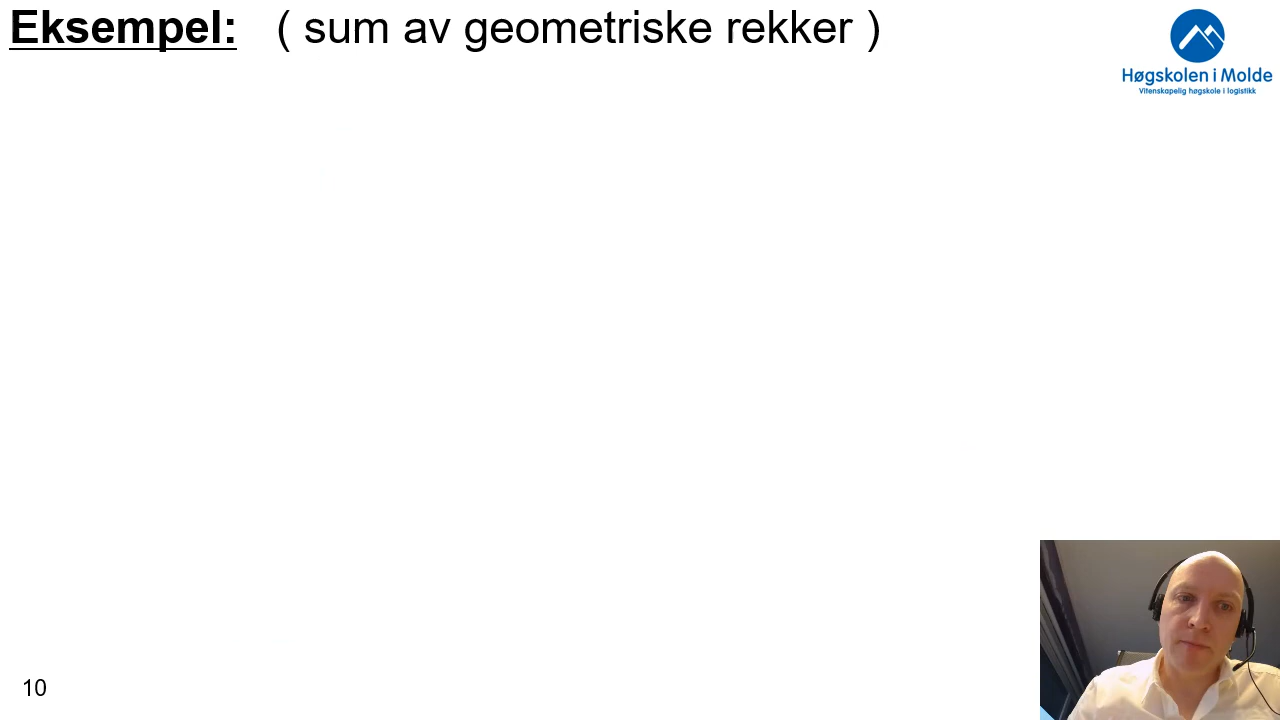 Eksempel: ( sum av geometriske rekker )
Høgskolen i Molde
Vitenskapelig høgskole i logistikk
10